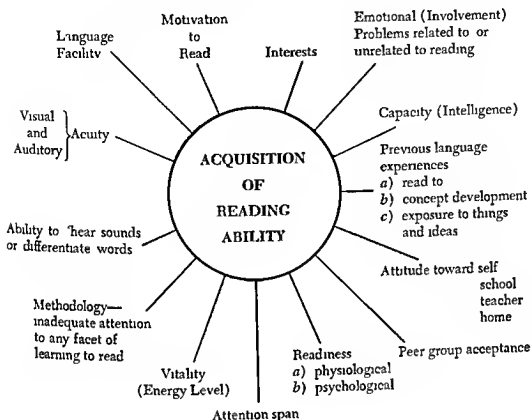 Motivation
to
Read
Language
Facility
Interests
Emotional (Involvement)
Problems related to or
unrelated to reading
Capacity (Intelligence)
Visual
and
Auditory
Acuity
Previous language
experiences
a) read to
b) concept development
c) exposure to things
and ideas
ACQUISITION
OF
READING
ABILITY
Ability to hear sounds
or differentiate words
Attitude toward self
school
teacher
home
Methodology—
inadequate attention
to any facet of
learning to read
Peer group acceptance
Readiness
a) physiological
b) psychological
Vitality
(Energy Level)
Attention span